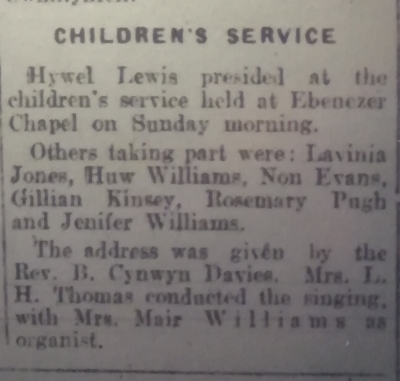 CHILDREN'S SERVICE
Hywel Lewis presided at the
children's service held at Ebenezer
Chapel on Sunday morning.
Others taking part were: Lavinia
Jones, Huw Williams, Non Evans,
Gillian Kinsey, Rosemary Pugh
and Jenifer Williams.
The address was given by the
Rev. B. Cynwyn Davies. Mrs. L.
H. Thomas conducted the singing,
with Mrs. Mair Williams as
organist.